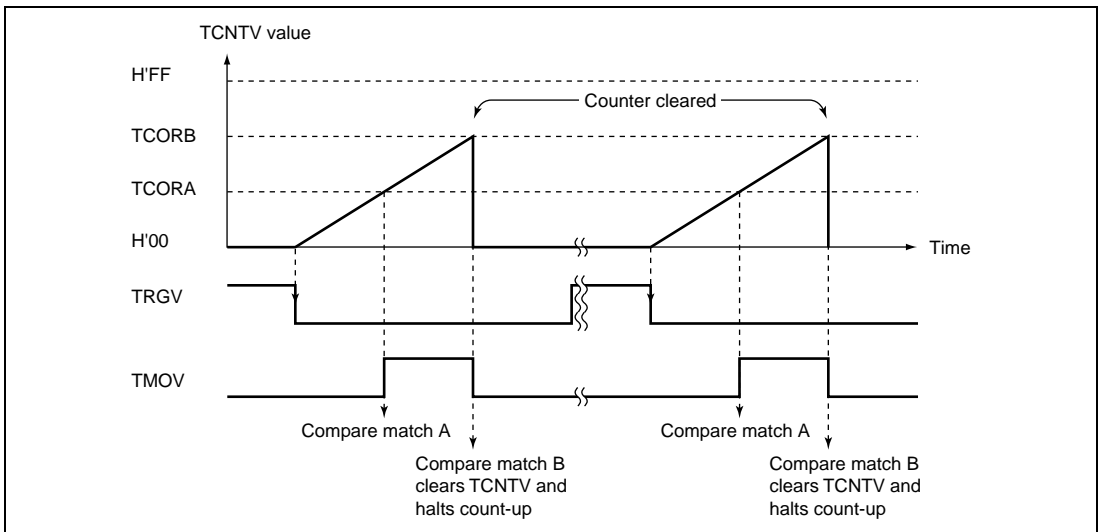 TCNTV value
H'FF
Counter cleared
TCORB
TCORA
H'00
Time
TRGV
TMOV
Compare match A
Compare match A
Compare match B
clears TCNTV and
halts count-up
Compare match B
clears TCNTV and
halts count-up